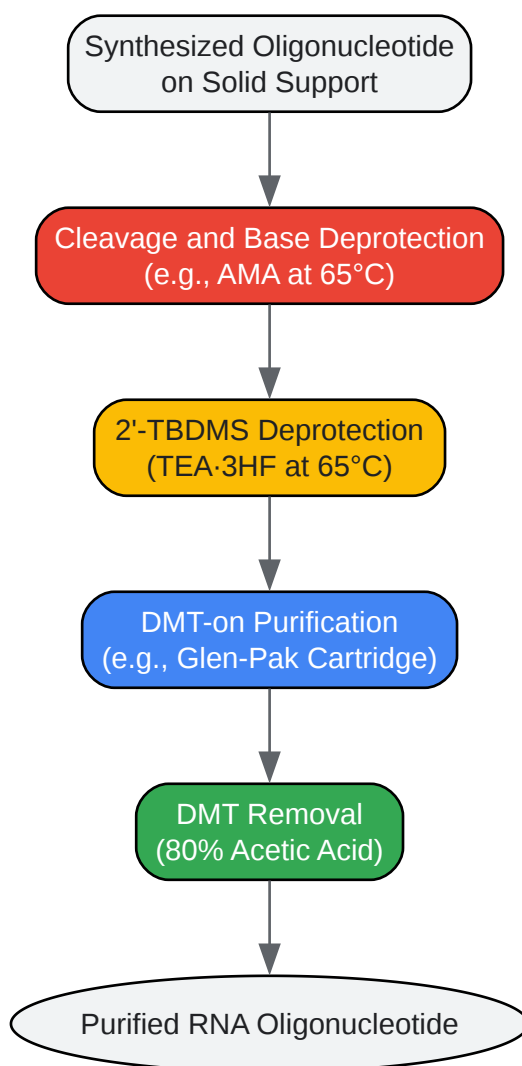 Synthesized Oligonucleotide
on Solid Support
Cleavage and Base Deprotection
(e.g., AMA at 65°C)
2'-TBDMS Deprotection
(TEA·3HF at 65°C)
DMT-on Purification
(e.g., Glen-Pak Cartridge)
DMT Removal
(80% Acetic Acid)
Purified RNA Oligonucleotide